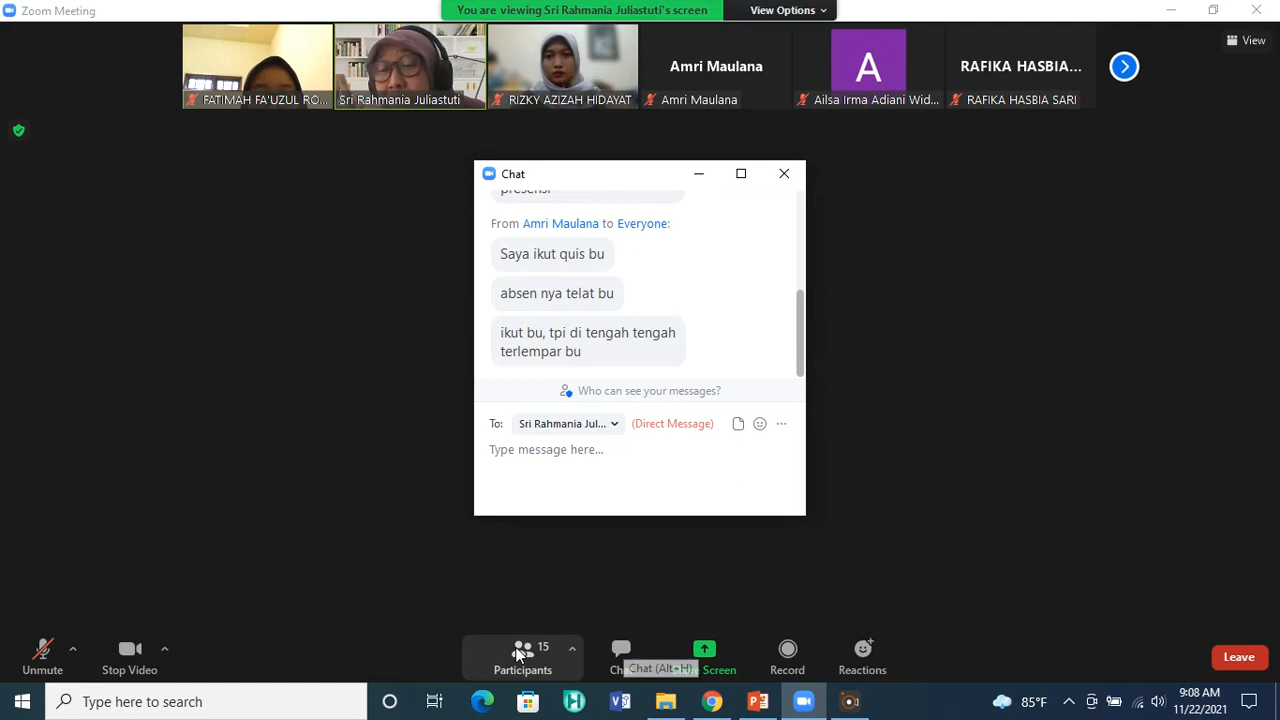 Zoom Meeting
You are viewing Sri Rahmania Juliastuti's screen
View Options
View
FATIMAH FA'UZUL RO...
Sri Rahmania Juliastuti
RIZKY AZIZAH HIDAYAT
Amri Maulana
Amri Maulana
A
Ailsa Irma Adiani Wid...
RAFIKA HASBIA...
RAFIKA HASBIA SARI
Chat
presensi
From Amri Maulana to Everyone:
Saya ikut quis bu
absen nya telat bu
ikut bu, tpi di tengah tengah
terlempar bu
Who can see your messages?
To: Sri Rahmania Jul... (Direct Message)
Type message here...
Unmute
Stop Video
15
Participants
Chat (Alt+H)
Screen
Record
Reactions
Leave
Type here to search
85°F
9:08 AM
11/22/2021